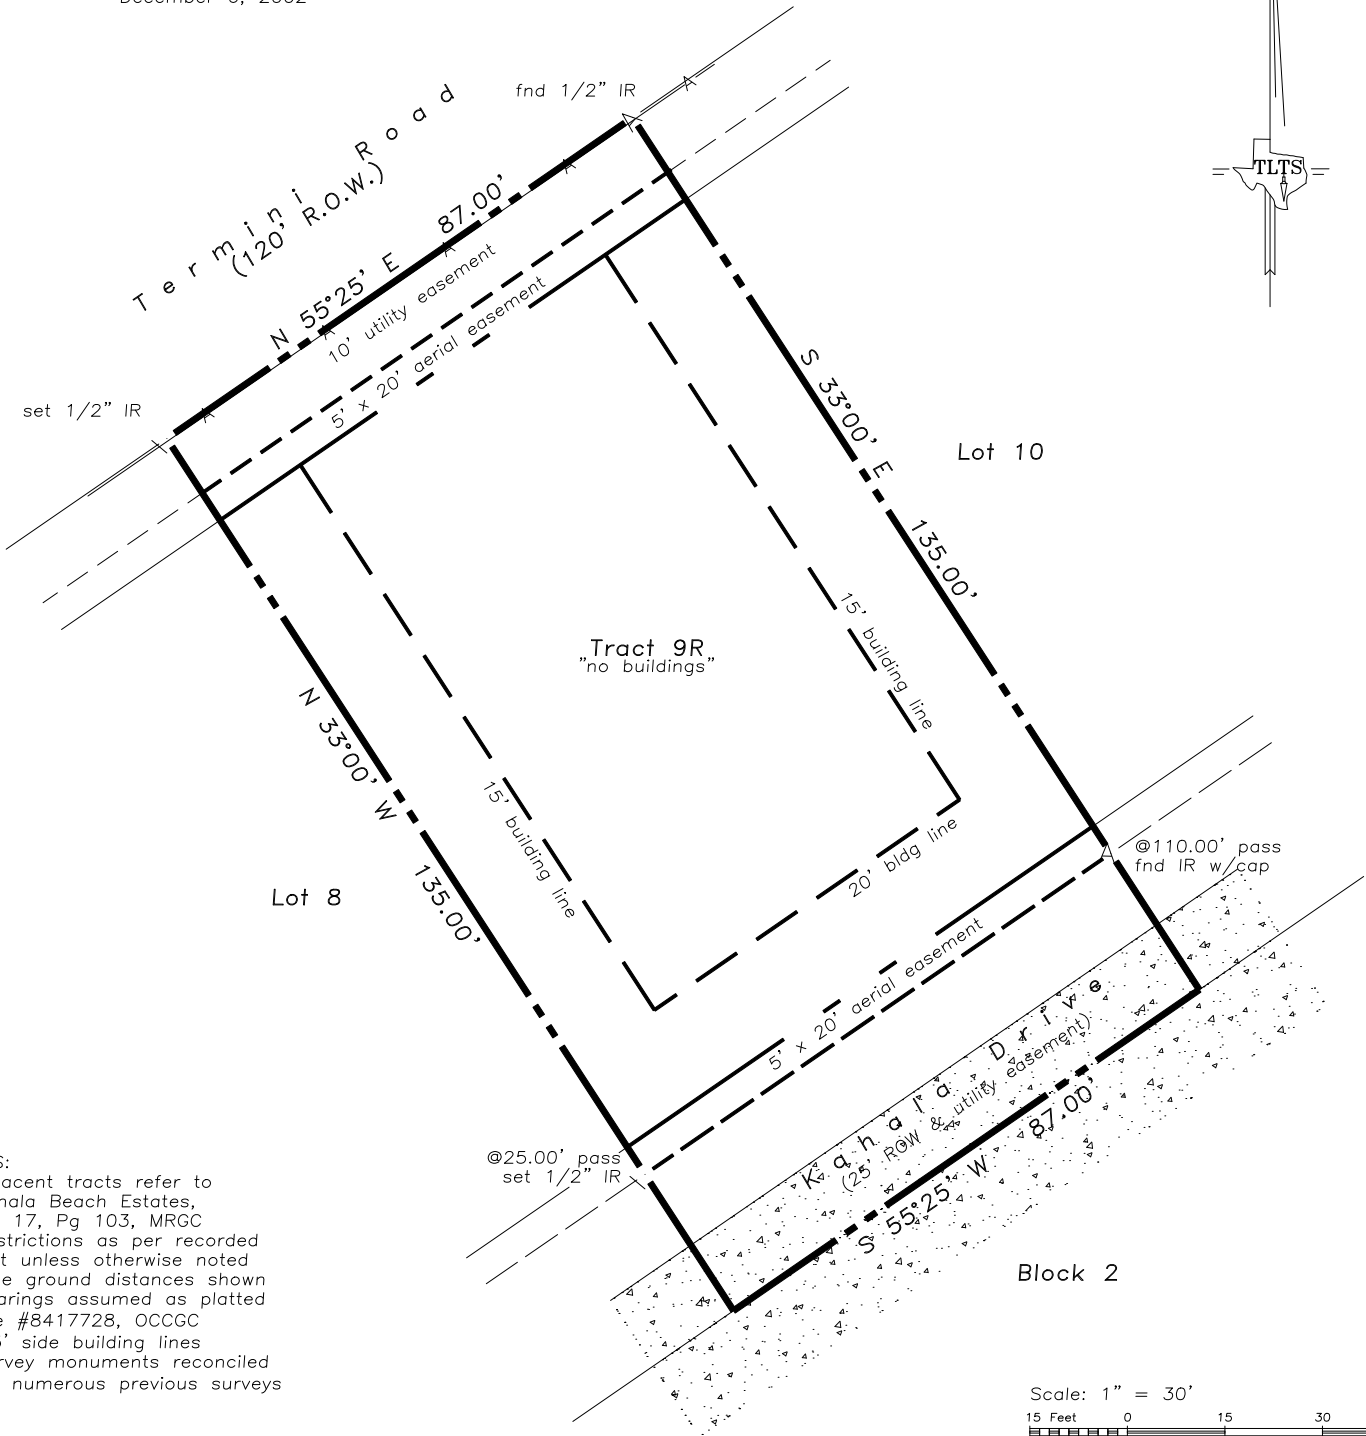 fnd 1/2" IR
Termini Road
(120' R.O.W.)
N 55°25' E 87.00'
10' utility easement
5' x 20' aerial easement
set 1/2" IR
TLTS
S 33°00' E 135.00'
Lot 10
Tract 9R
"no buildings"
15' building line
N 33°00' W 135.00'
15' building line
Lot 8
20' bldg line
@110.00' pass
fnd IR w/cap
5' x 20' aerial easement
Kahala Drive
(25' ROW & utility easement)
S 55°25' W 87.00'
@25.00' pass
set 1/2" IR
Block 2
tracts refer to
Beach Estates,
17, Pg 103, MRGC
as per recorded
unless otherwise noted
ground distances shown
assumed as platted
#8417728, OCCGC
side building lines
monuments reconciled
numerous previous surveys
Scale: 1" = 30'
15 Feet 0 15 30